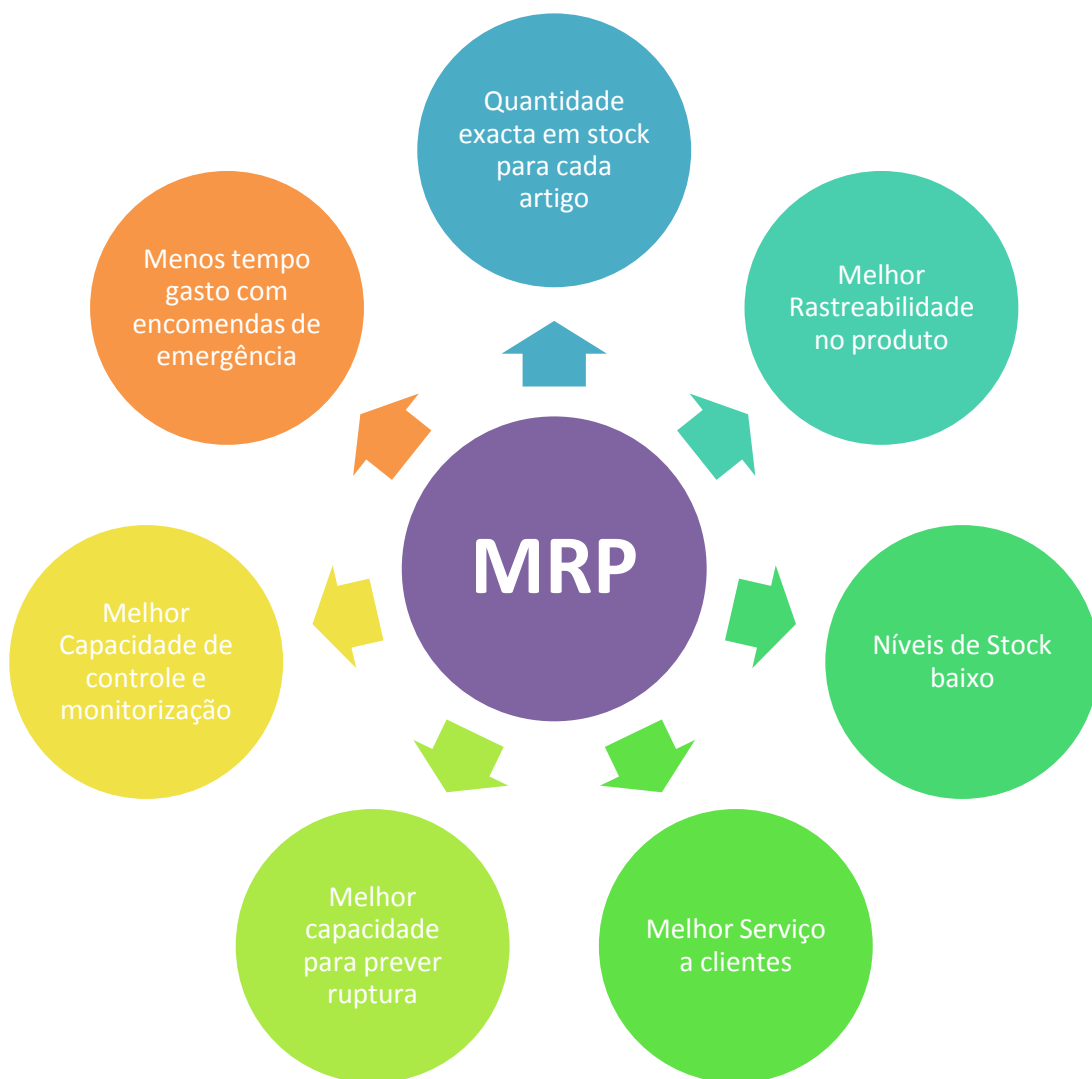 Quantidade
exacta em stock
para cada
artigo
Melhor
Rastreabilidade
no produto
Níveis de Stock
baixo
Melhor Serviço
a clientes
Melhor
capacidade
para prever
ruptura
Melhor
Capacidade de
controle e
monitorização
Menos tempo
gasto com
encomendas de
emergência
MRP